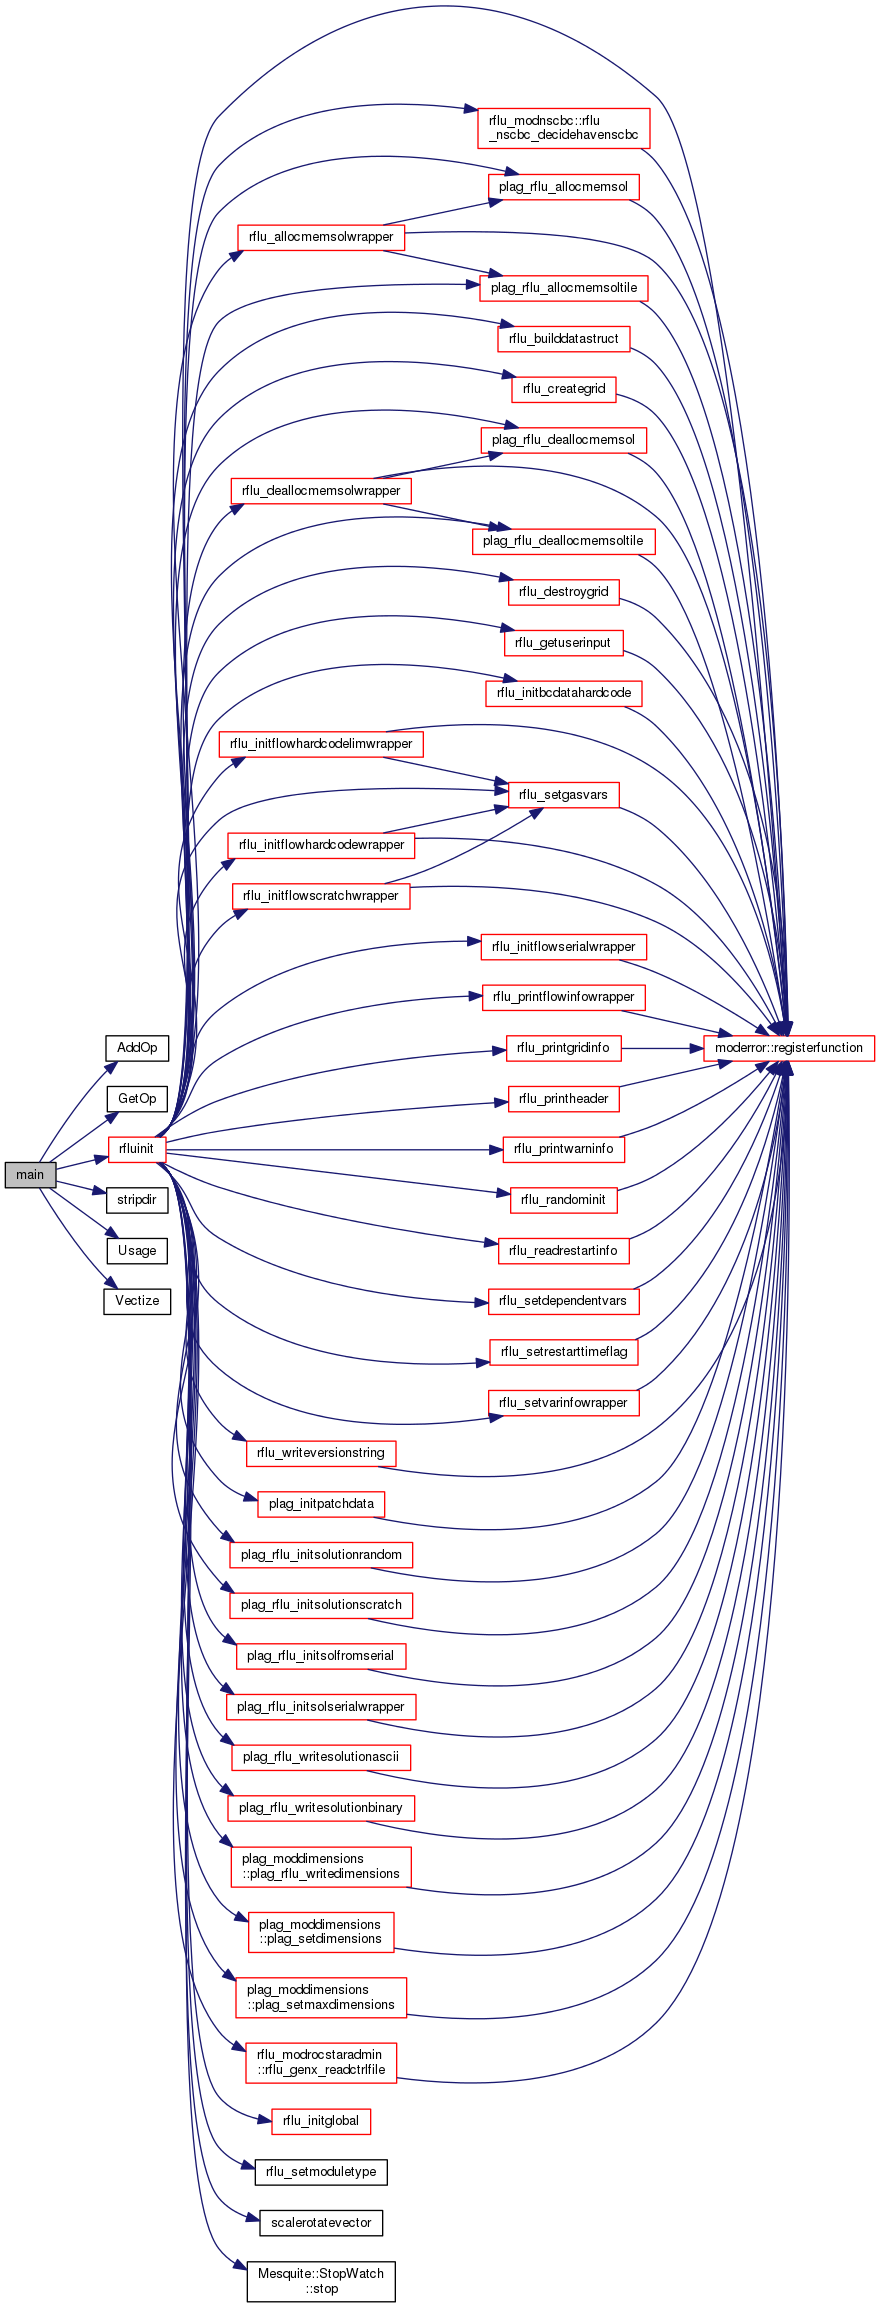 rflu_modnscbc::rflu
_nscbc_decidehavenscbc
plag_rflu_allocmemsol
rflu_allocmemsolwrapper
plag_rflu_allocmemsoltile
rflu_builddatastruct
rflu_creategrid
plag_rflu_deallocmemsol
rflu_deallocmemsolwrapper
plag_rflu_deallocmemsoltile
rflu_destroygrid
rflu_getuserinput
rflu_initbcdatahardcode
rflu_initflowhardcodelimwrapper
rflu_setgasvars
rflu_initflowhardcodewrapper
rflu_initflowscratchwrapper
rflu_initflowserialwrapper
rflu_printflowinfowrapper
AddOp
rflu_printgridinfo
moderror::registerfunction
GetOp
rflu_printheader
rfluinit
rflu_printwarninfo
main
stripdir
rflu_randominit
Usage
rflu_readrestartinfo
Vectize
rflu_setdependentvars
rflu_setrestarttimeflag
rflu_setvarinfowrapper
rflu_writeversionstring
plag_initpatchdata
plag_rflu_initsolutionrandom
plag_rflu_initsolutionscratch
plag_rflu_initsolfromserial
plag_rflu_initsolserialwrapper
plag_rflu_writesolutionascii
plag_rflu_writesolutionbinary
plag_moddimensions
::plag_rflu_writedimensions
plag_moddimensions
::plag_setdimensions
plag_moddimensions
::plag_setmaxdimensions
rflu_modrocstaradmin
::rflu_genx_readctrlfile
rflu_initglobal
rflu_setmoduletype
scalerotatevector
Mesquite::StopWatch
::stop